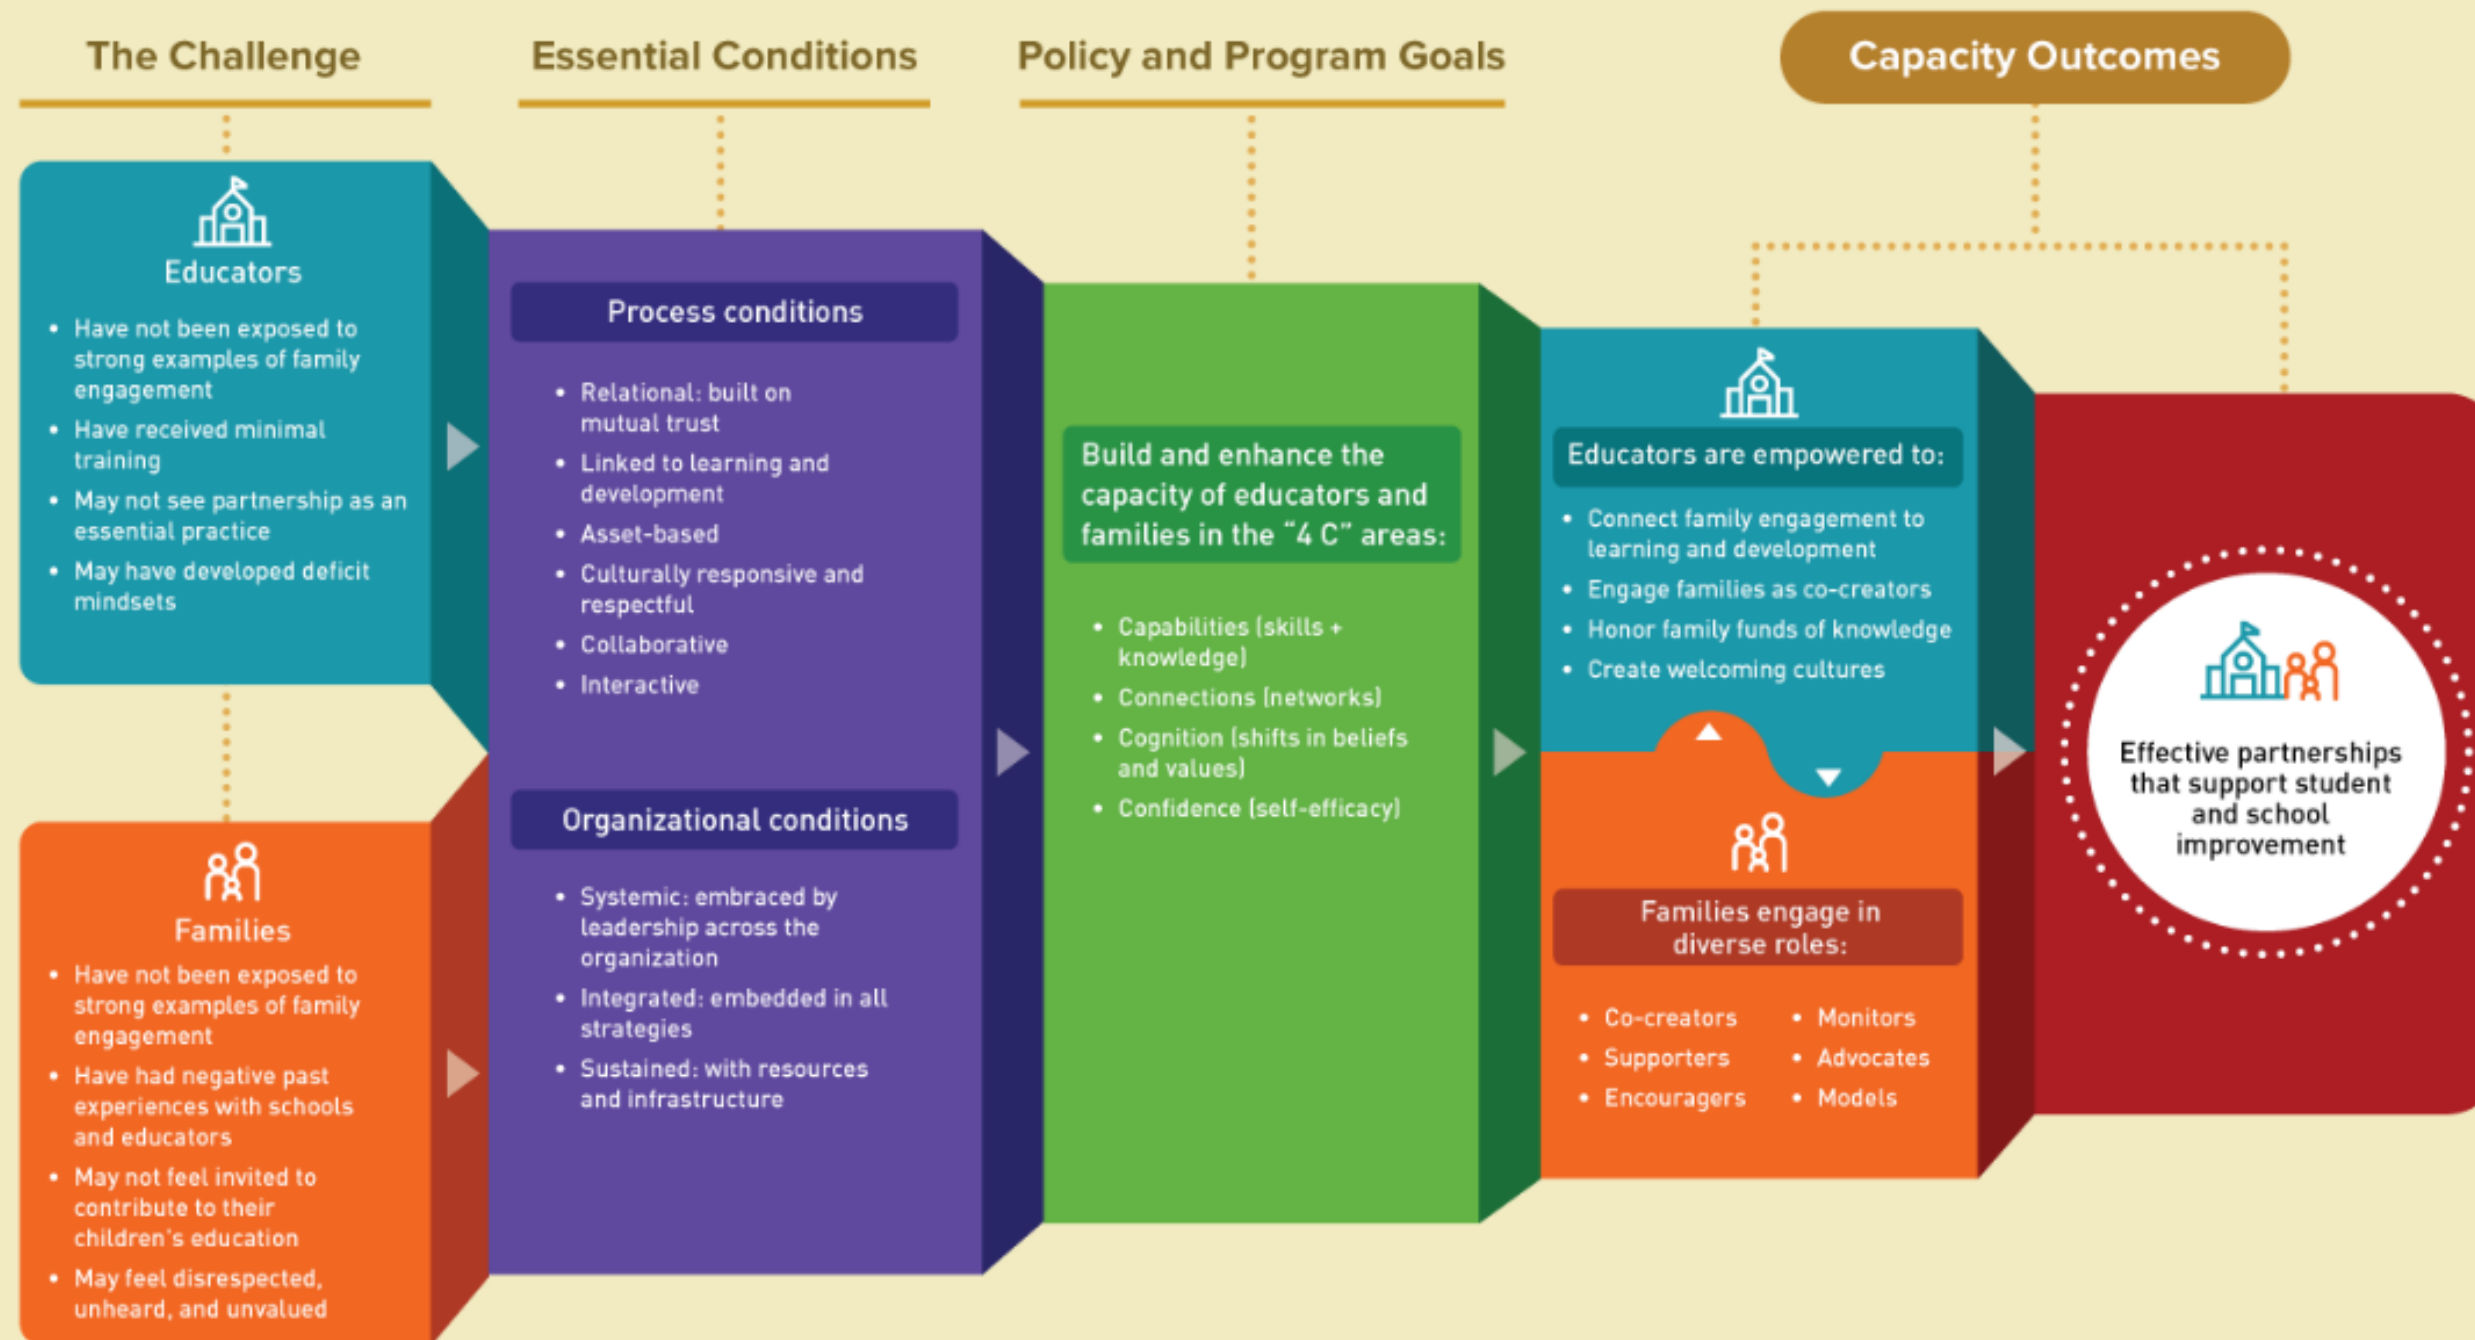 The Challenge
Educators
• Have not been exposed to
strong examples of family
engagement
• Have received minimal
training
• May not see partnership as an
essential practice
• May have developed deficit
mindsets
Families
• Have not been exposed to
strong examples of family
engagement
• Have had negative past
experiences with schools
and educators
• May not feel invited to
contribute to their
children's education
• May feel disrespected,
unheard, and unvalued
Essential Conditions
Process conditions
• Relational: built on
mutual trust
• Linked to learning and
development
• Asset-based
• Culturally responsive and
respectful
• Collaborative
• Interactive
Organizational conditions
• Systemic: embraced by
leadership across the
organization
• Integrated: embedded in all
strategies
• Sustained: with resources
and infrastructure
Policy and Program Goals
Build and enhance the
capacity of educators and
families in the “4 C” areas:
• Capabilities (skills +
knowledge)
• Connections (networks)
• Cognition (shifts in beliefs
and values)
• Confidence (self-efficacy)
Capacity Outcomes
Educators are empowered to:
• Connect family engagement to
learning and development
• Engage families as co-creators
• Honor family funds of knowledge
• Create welcoming cultures
Families engage in
diverse roles:
• Co-creators
• Supporters
• Encouragers
• Monitors
• Advocates
• Models
Effective partnerships
that support student
and school
improvement